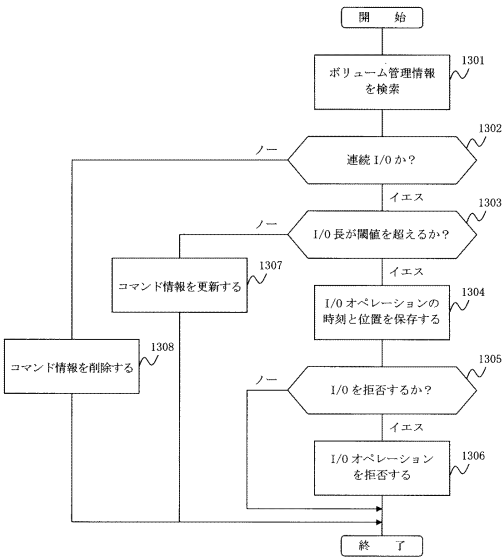 開 始
ボリューム管理情報
を検索
1301
連続 I/O か？
1302
ノー
イエス
I/O 長が閾値を超えるか？
1303
ノー
イエス
コマンド情報を更新する
1307
I/O オペレーションの
時刻と位置を保存する
1304
コマンド情報を削除する
1308
I/O を拒否するか？
1305
ノー
イエス
I/O オペレーション
を拒否する
1306
終 了